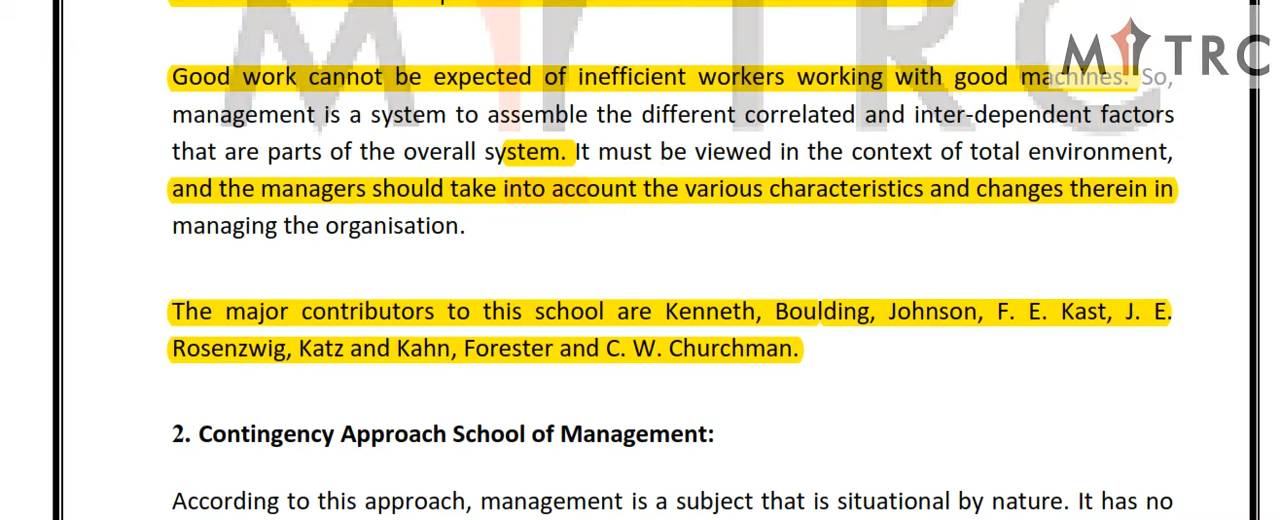 MYTRC
Good work cannot be expected of inefficient workers working with good machines. So,
management is a system to assemble the different correlated and inter-dependent factors
that are parts of the overall system. It must be viewed in the context of total environment,
and the managers should take into account the various characteristics and changes therein in
managing the organisation.
The major contributors to this school are Kenneth, Boulding, Johnson, F. E. Kast, J. E.
Rosenzwig, Katz and Kahn, Forester and C. W. Churchman.
2. Contingency Approach School of Management:
According to this approach, management is a subject that is situational by nature. It has no